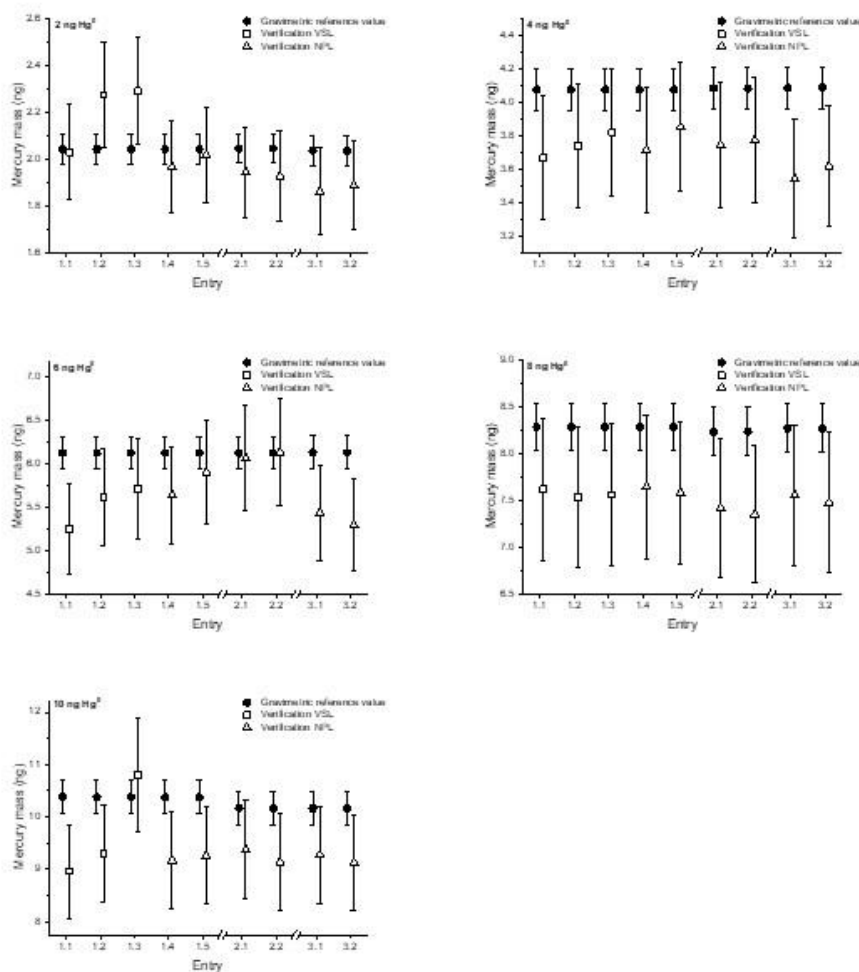 2 ng Hg⁰
Gravimetric reference value
Verification VSL
Verification NPL
Mercury mass (ng)
2.6
2.4
2.2
2.0
1.8
1.6
1.1 1.2 1.3 1.4 1.5 2.1 2.2 3.1 3.2
Entry
4 ng Hg⁰
Gravimetric reference value
Verification VSL
Verification NPL
Mercury mass (ng)
4.4
4.2
4.0
3.8
3.6
3.4
3.2
1.1 1.2 1.3 1.4 1.5 2.1 2.2 3.1 3.2
Entry
6 ng Hg⁰
Gravimetric reference value
Verification VSL
Verification NPL
Mercury mass (ng)
7.0
6.5
6.0
5.5
5.0
4.5
1.1 1.2 1.3 1.4 1.5 2.1 2.2 3.1 3.2
Entry
8 ng Hg⁰
Gravimetric reference value
Verification VSL
Verification NPL
Mercury mass (ng)
9.0
8.5
8.0
7.5
7.0
6.5
1.1 1.2 1.3 1.4 1.5 2.1 2.2 3.1 3.2
Entry
10 ng Hg⁰
Gravimetric reference value
Verification VSL
Verification NPL
Mercury mass (ng)
12
11
10
9
8
1.1 1.2 1.3 1.4 1.5 2.1 2.2 3.1 3.2
Entry